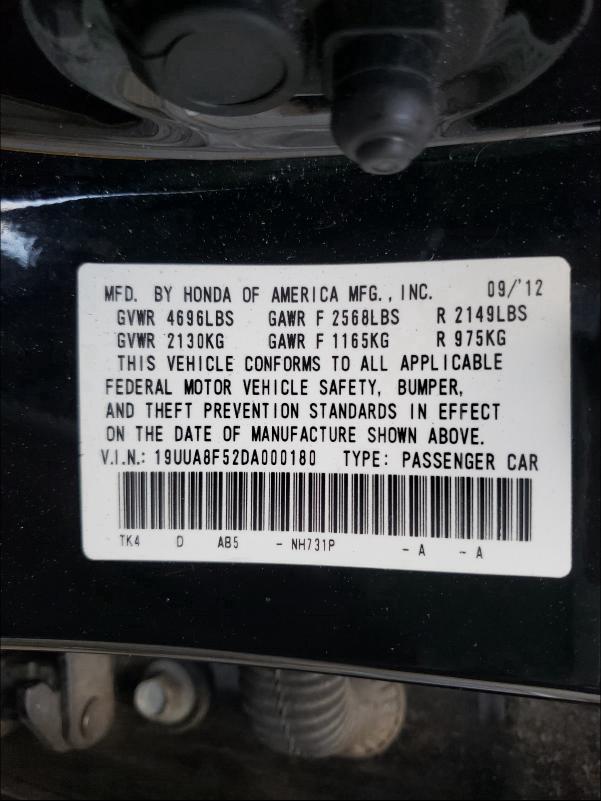 MFD. BY HONDA OF AMERICA MFG., INC. 09/'12
GVWR 4696LBS GAWR F 2568LBS R 2149LBS
GVWR 2130KG GAWR F 1165KG R 975KG
THIS VEHICLE CONFORMS TO ALL APPLICABLE
FEDERAL MOTOR VEHICLE SAFETY, BUMPER,
AND THEFT PREVENTION STANDARDS IN EFFECT
ON THE DATE OF MANUFACTURE SHOWN ABOVE.
V.I.N.: 19UUA8F52DA000180 TYPE: PASSENGER CAR
TK4 D AB5 - NH731P - A - A